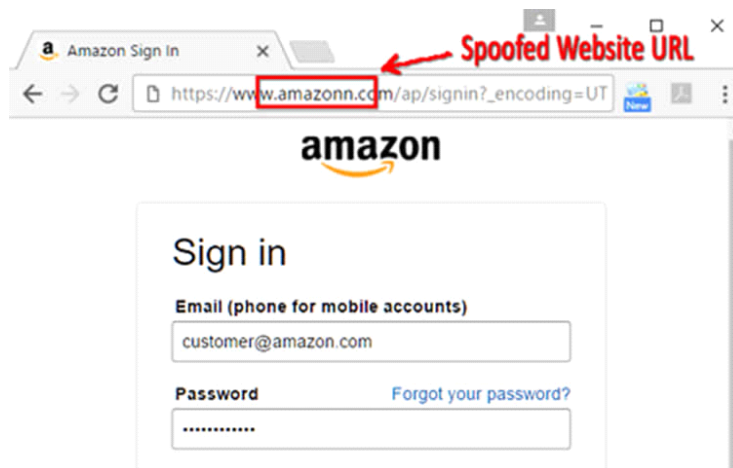 Amazon Sign In
Spoofed Website URL
https://www.amazonn.com/ap/signin?_encoding=UT
New
amazon
Sign in
Email (phone for mobile accounts)
customer@amazon.com
Password Forgot your password?
••••••••••••